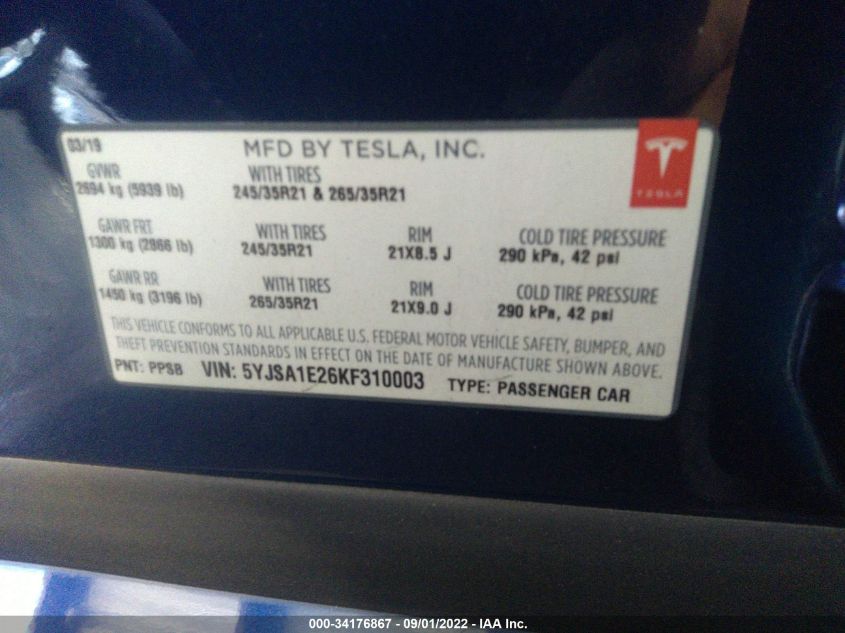 03/19 MFD BY TESLA, INC.
GVWR WITH TIRES
2694 kg (5939 lb) 245/35R21 & 265/35R21
TESLA
GAWR FRT WITH TIRES RIM COLD TIRE PRESSURE
1300 kg (2866 lb) 245/35R21 21X8.5 J 290 kPa, 42 psi
GAWR RR WITH TIRES RIM COLD TIRE PRESSURE
1450 kg (3196 lb) 265/35R21 21X9.0 J 290 kPa, 42 psi
THIS VEHICLE CONFORMS TO ALL APPLICABLE U.S. FEDERAL MOTOR VEHICLE SAFETY, BUMPER, AND
THEFT PREVENTION STANDARDS IN EFFECT ON THE DATE OF MANUFACTURE SHOWN ABOVE.
PNT: PPSB VIN: 5YJSA1E26KF310003 TYPE: PASSENGER CAR
000-34176867 - 09/01/2022 - IAA Inc.